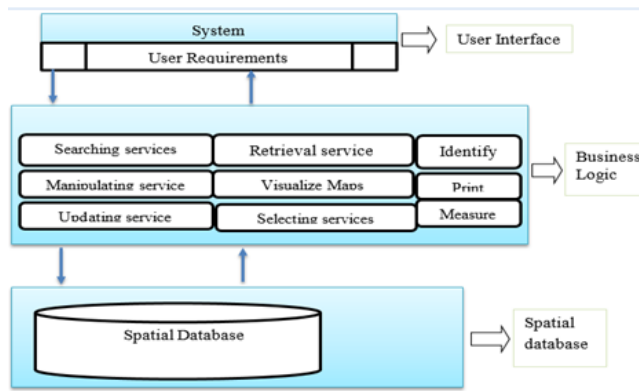 System
User Requirements
User Interface
Searching services
Retrieval service
Identify
Manipulating service
Visualize Maps
Print
Updating service
Selecting services
Measure
Business
Logic
Spatial Database
Spatial
database